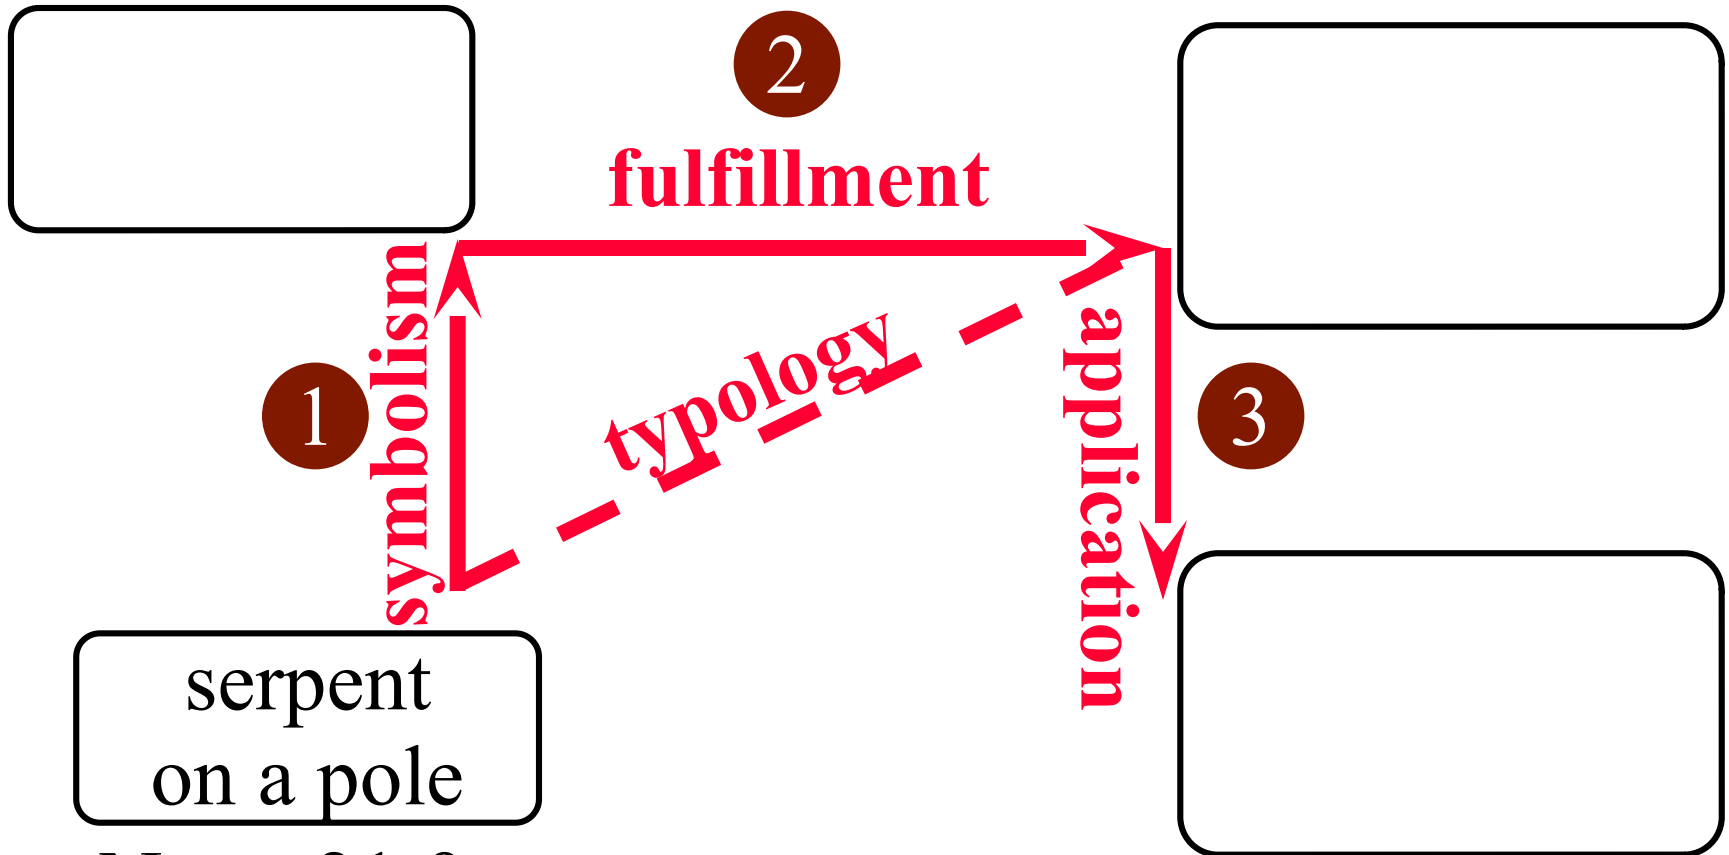 2
fulfillment
symbolism
1
typology
application
3
serpent
on a pole